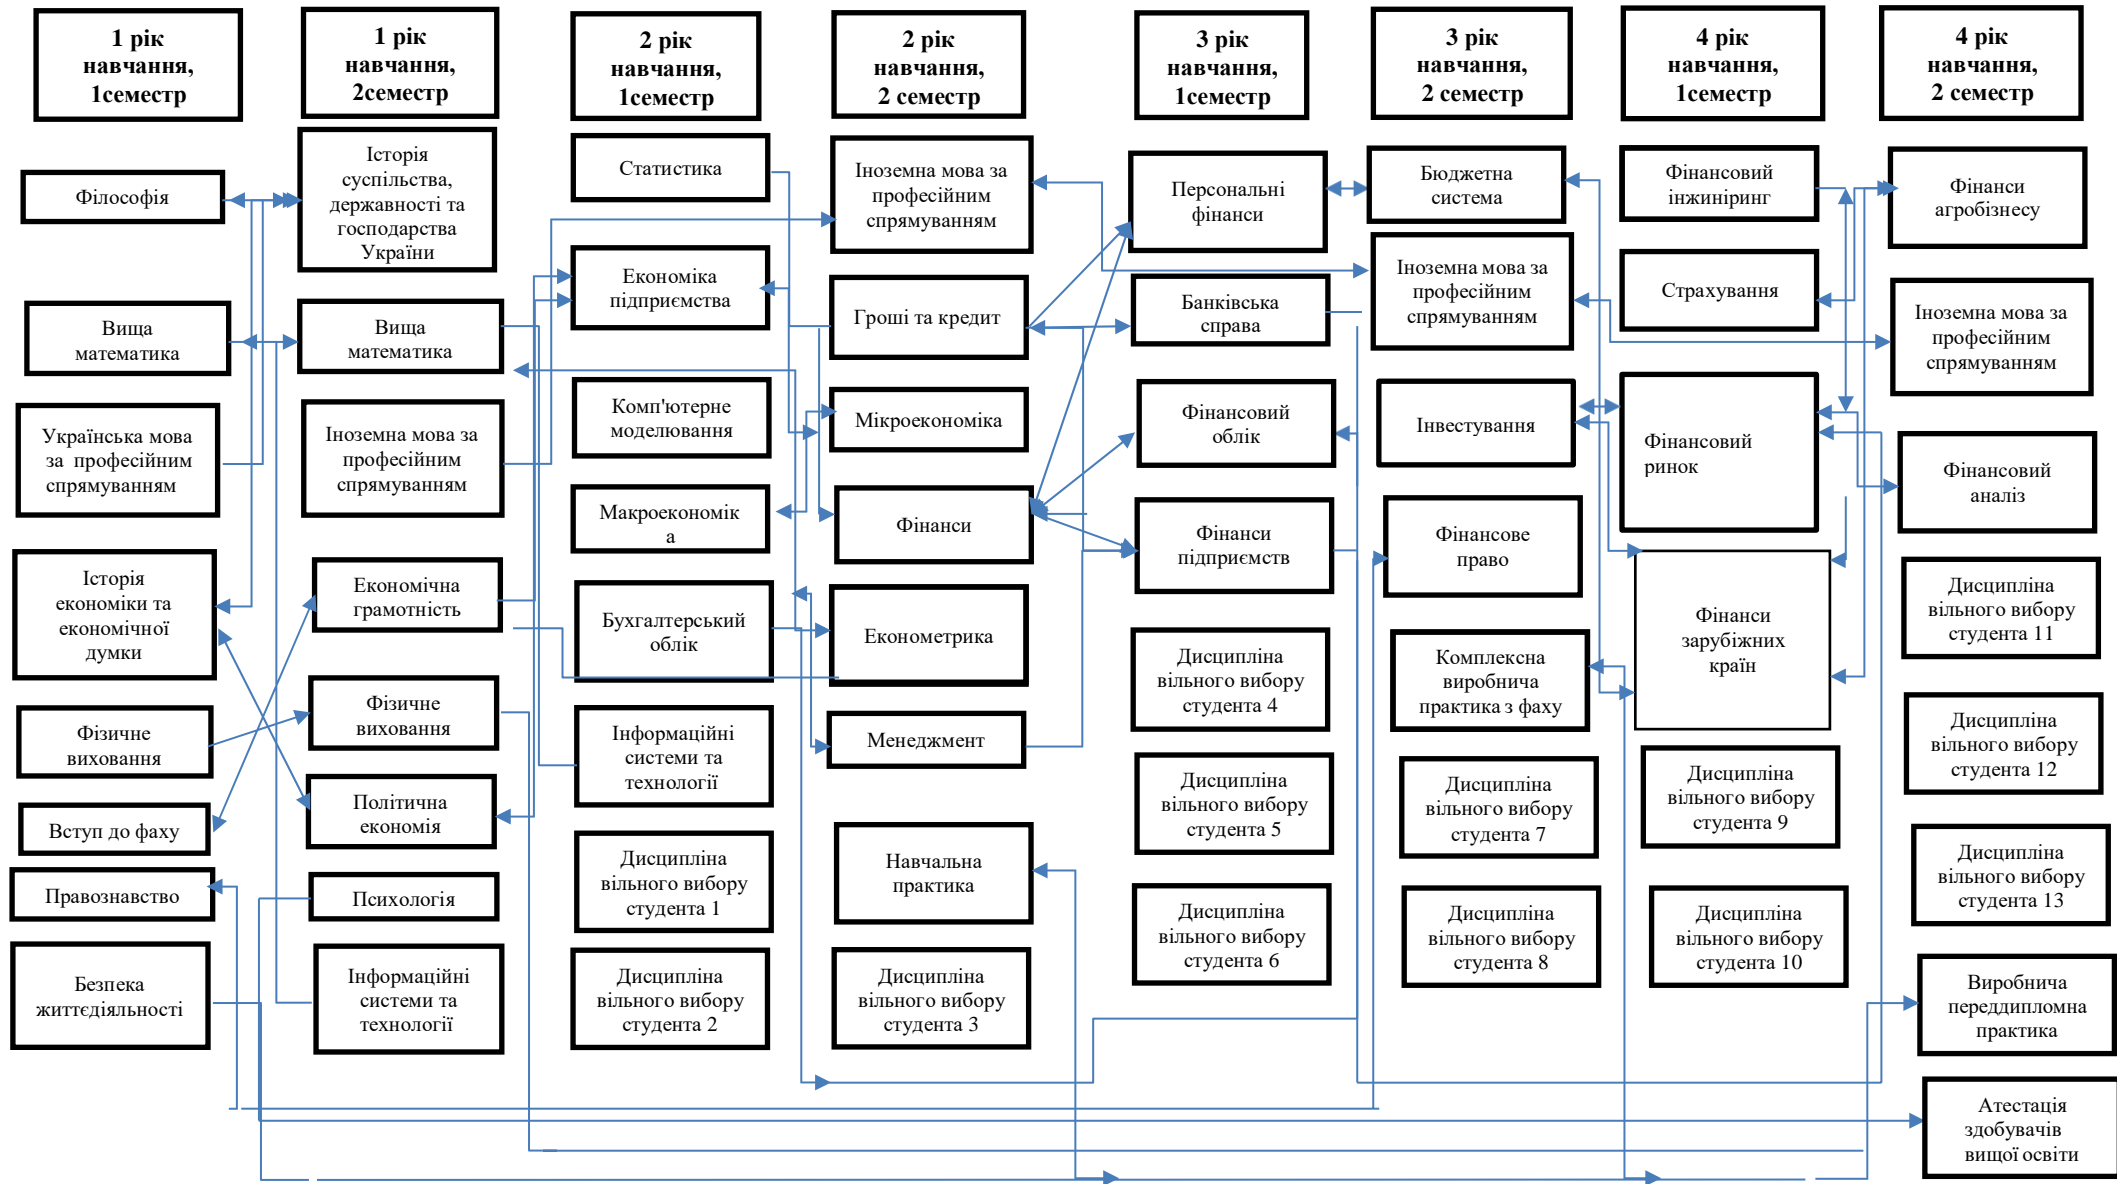 1 рік
навчання,
1семестр
1 рік
навчання,
2семестр
2 рік
навчання,
1семестр
2 рік
навчання,
2 семестр
3 рік
навчання,
1семестр
3 рік
навчання,
2 семестр
4 рік
навчання,
1семестр
4 рік
навчання,
2 семестр
Філософія
Вища
математика
Українська мова
за професійним
спрямуванням
Історія
економіки та
економічної
думки
Фізичне
виховання
Вступ до фаху
Правознавство
Безпека
життєдіяльності
Історія
суспільства,
державності та
господарства
України
Вища
математика
Іноземна мова за
професійним
спрямуванням
Економічна
грамотність
Фізичне
виховання
Політична
економія
Психологія
Інформаційні
системи та
технології
Статистика
Економіка
підприємства
Комп'ютерне
моделювання
Макроекономік
а
Бухгалтерський
облік
Інформаційні
системи та
технології
Дисципліна
вільного вибору
студента 1
Дисципліна
вільного вибору
студента 2
Іноземна мова за
професійним
спрямуванням
Гроші та кредит
Мікроекономіка
Фінанси
Економетрика
Менеджмент
Навчальна
практика
Дисципліна
вільного вибору
студента 3
Персональні
фінанси
Банківська
справа
Фінансовий
облік
Фінанси
підприємств
Дисципліна
вільного вибору
студента 4
Дисципліна
вільного вибору
студента 5
Дисципліна
вільного вибору
студента 6
Бюджетна
система
Іноземна мова за
професійним
спрямуванням
Інвестування
Фінансове
право
Комплексна
виробнича
практика з фаху
Дисципліна
вільного вибору
студента 7
Дисципліна
вільного вибору
студента 8
Фінансовий
інжиніринг
Страхування
Фінансовий
ринок
Фінанси
зарубіжних
країн
Дисципліна
вільного вибору
студента 9
Дисципліна
вільного вибору
студента 10
Фінанси
агробізнесу
Іноземна мова за
професійним
спрямуванням
Фінансовий
аналіз
Дисципліна
вільного вибору
студента 11
Дисципліна
вільного вибору
студента 12
Дисципліна
вільного вибору
студента 13
Виробнича
переддипломна
практика
Атестація
здобувачів
вищої освіти